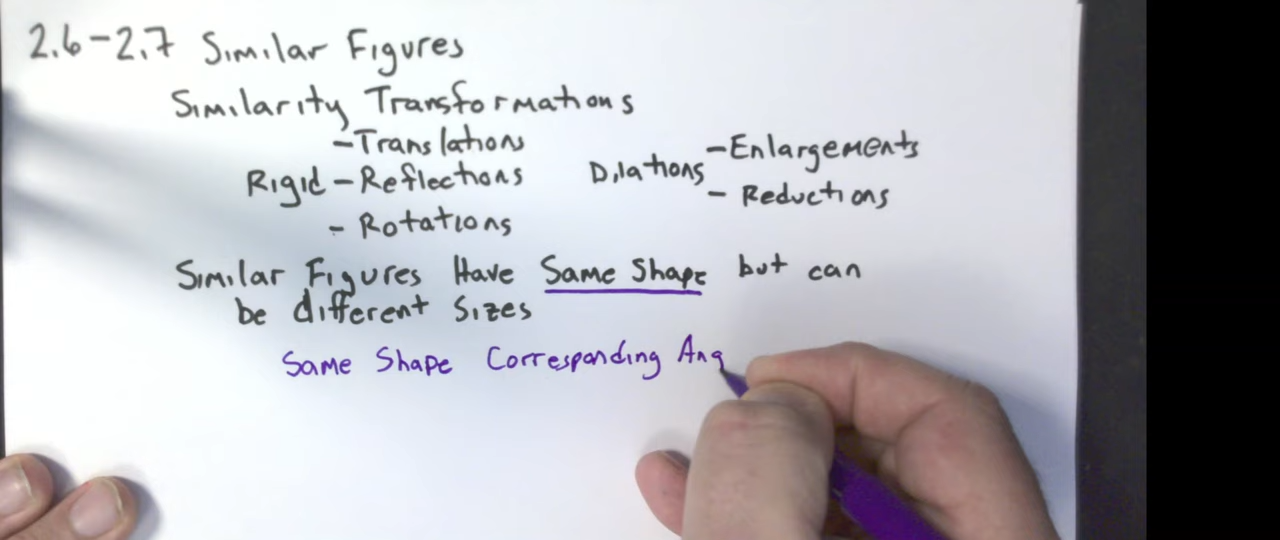 2.6-2.7 Similar Figures
Similarity Transformations
-Translations
Rigid -Reflections
- Rotations
Dilations -Enlargements
- Reductions
Similar Figures Have Same Shape but can
be different sizes
Same Shape Corresponding Ang